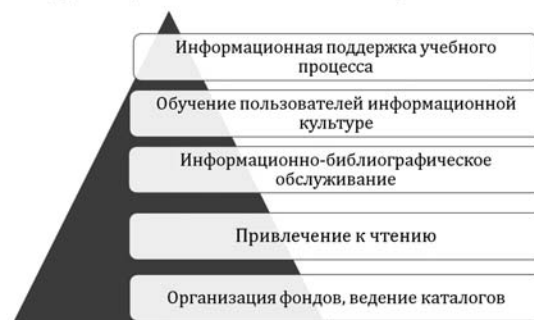 Информационная поддержка учебного
процесса
Обучение пользователей информационной
культуре
Информационно-библиографическое
обслуживание
Привлечение к чтению
Организация фондов, ведение каталогов